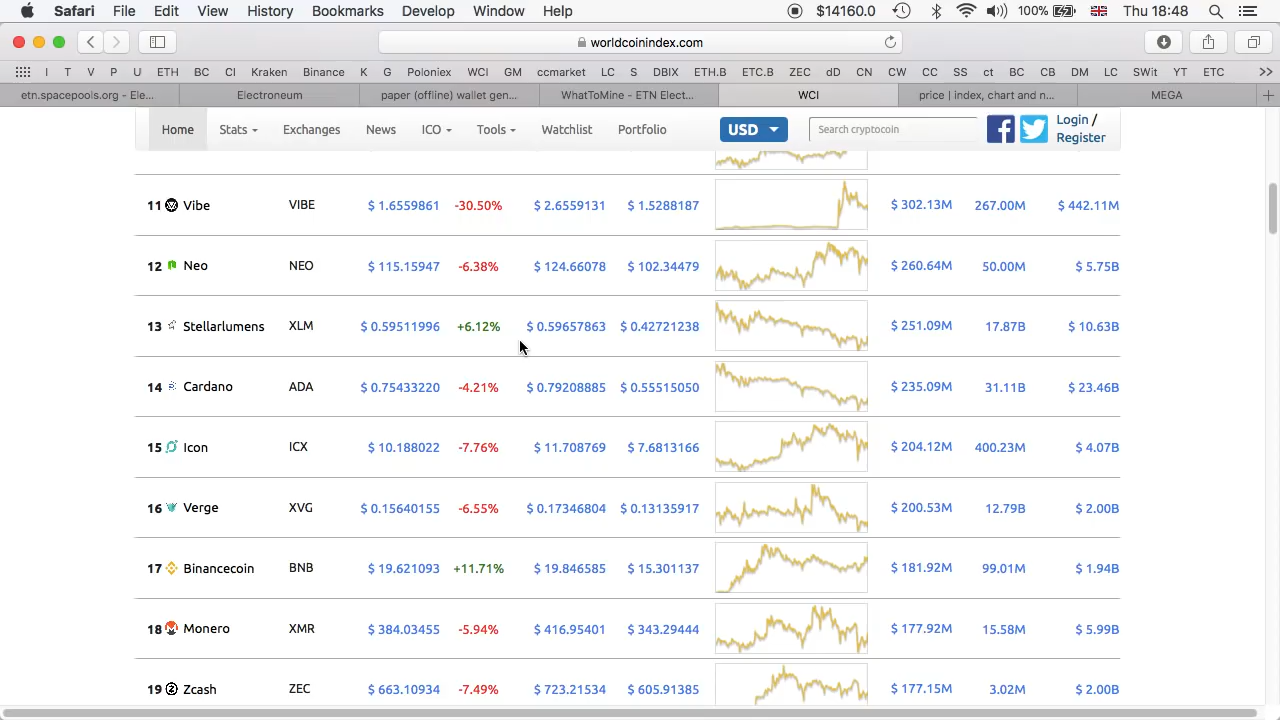 Safari File Edit View History Bookmarks Develop Window Help $14160.0 100% Thu 18:48
worldcoinindex.com
I T V P U ETH BC CI Kraken Binance K G Poloniex WCI GM ccmarket LC S DBIX ETH.B ETC.B ZEC dD CN CW CC SS ct BC CB DM LC SWit YT ETC >>
etn.spacepools.org - Ele... Electroneum paper (offline) wallet gen... WhatToMine - ETN Elect... WCI price | index, chart and n... MEGA
Home Stats Exchanges News ICO Tools Watchlist Portfolio USD Search cryptocoin Login / Register
11 Vibe VIBE $ 1.6559861 -30.50% $ 2.6559131 $ 1.5288187 $ 302.13M 267.00M $ 442.11M
12 Neo NEO $ 115.15947 -6.38% $ 124.66078 $ 102.34479 $ 260.64M 50.00M $ 5.75B
13 Stellarlumens XLM $ 0.59511996 +6.12% $ 0.59657863 $ 0.42721238 $ 251.09M 17.87B $ 10.63B
14 Cardano ADA $ 0.75433220 -4.21% $ 0.79208885 $ 0.55515050 $ 235.09M 31.11B $ 23.46B
15 Icon ICX $ 10.188022 -7.76% $ 11.708769 $ 7.6813166 $ 204.12M 400.23M $ 4.07B
16 Verge XVG $ 0.15640155 -6.55% $ 0.17346804 $ 0.13135917 $ 200.53M 12.79B $ 2.00B
17 Binancecoin BNB $ 19.621093 +11.71% $ 19.846585 $ 15.301137 $ 181.92M 99.01M $ 1.94B
18 Monero XMR $ 384.03455 -5.94% $ 416.95401 $ 343.29444 $ 177.92M 15.58M $ 5.99B
19 Zcash ZEC $ 663.10934 -7.49% $ 723.21534 $ 605.91385 $ 177.15M 3.02M $ 2.00B